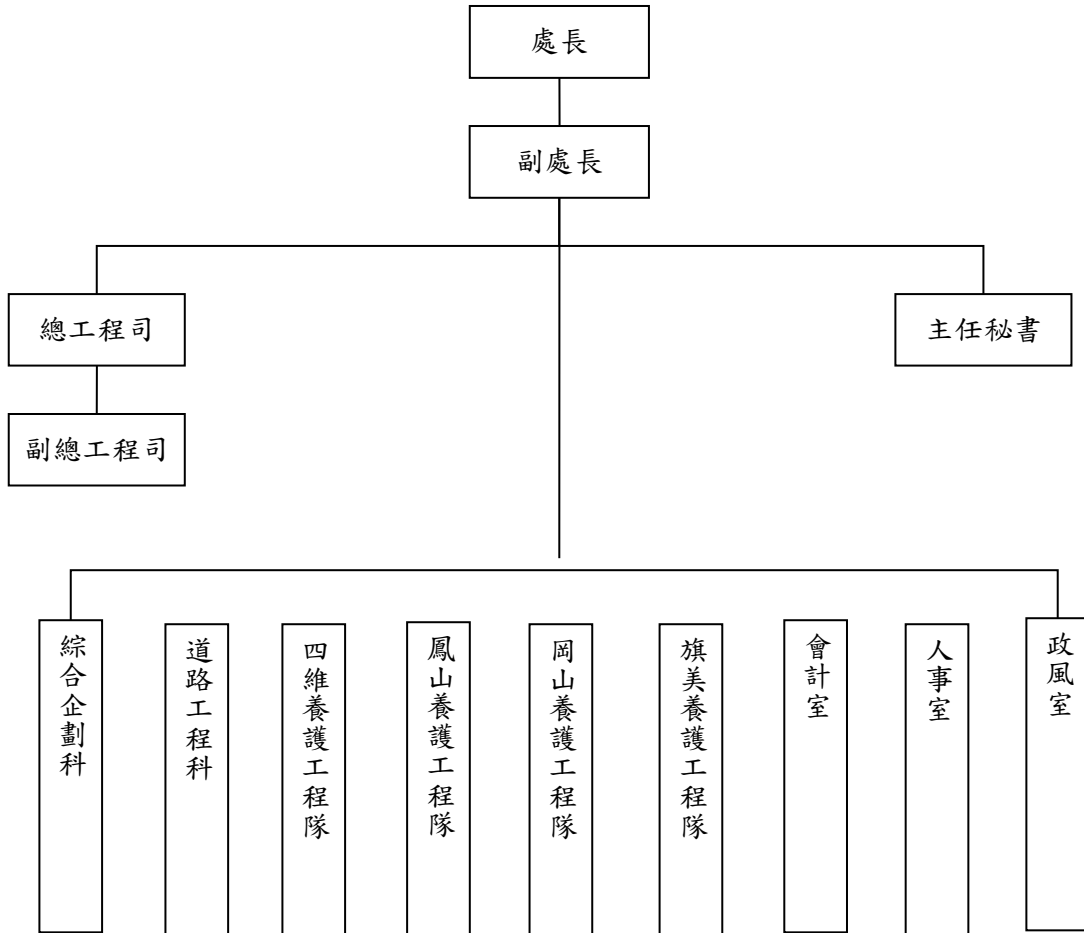 處長
副處長
總工程司
主任秘書
副總工程司
綜合企劃科
道路工程科
四維養護工程隊
鳳山養護工程隊
岡山養護工程隊
旗美養護工程隊
會計室
人事室
政風室